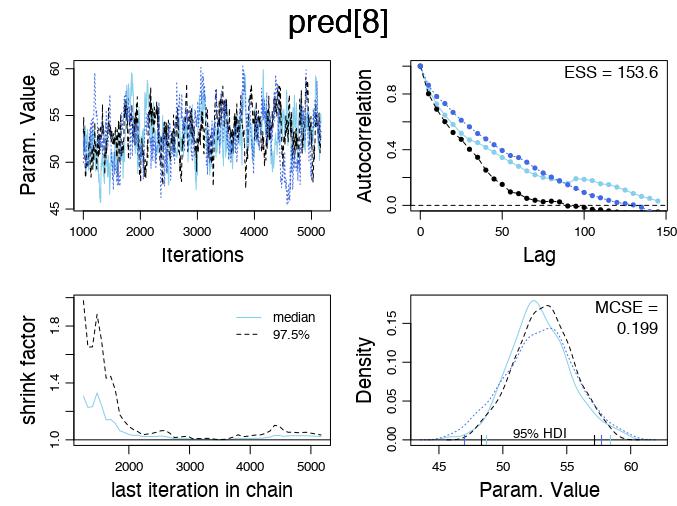 pred[8]
Param. Value
60
55
50
45
1000
2000
3000
4000
5000
Iterations
ESS = 153.6
Autocorrelation
0.8
0.4
0.0
0
50
100
150
Lag
shrink factor
1.8
1.4
1.0
median
97.5%
2000
3000
4000
5000
last iteration in chain
MCSE =
0.199
Density
0.15
0.10
0.05
0.00
95% HDI
45
50
55
60
Param. Value